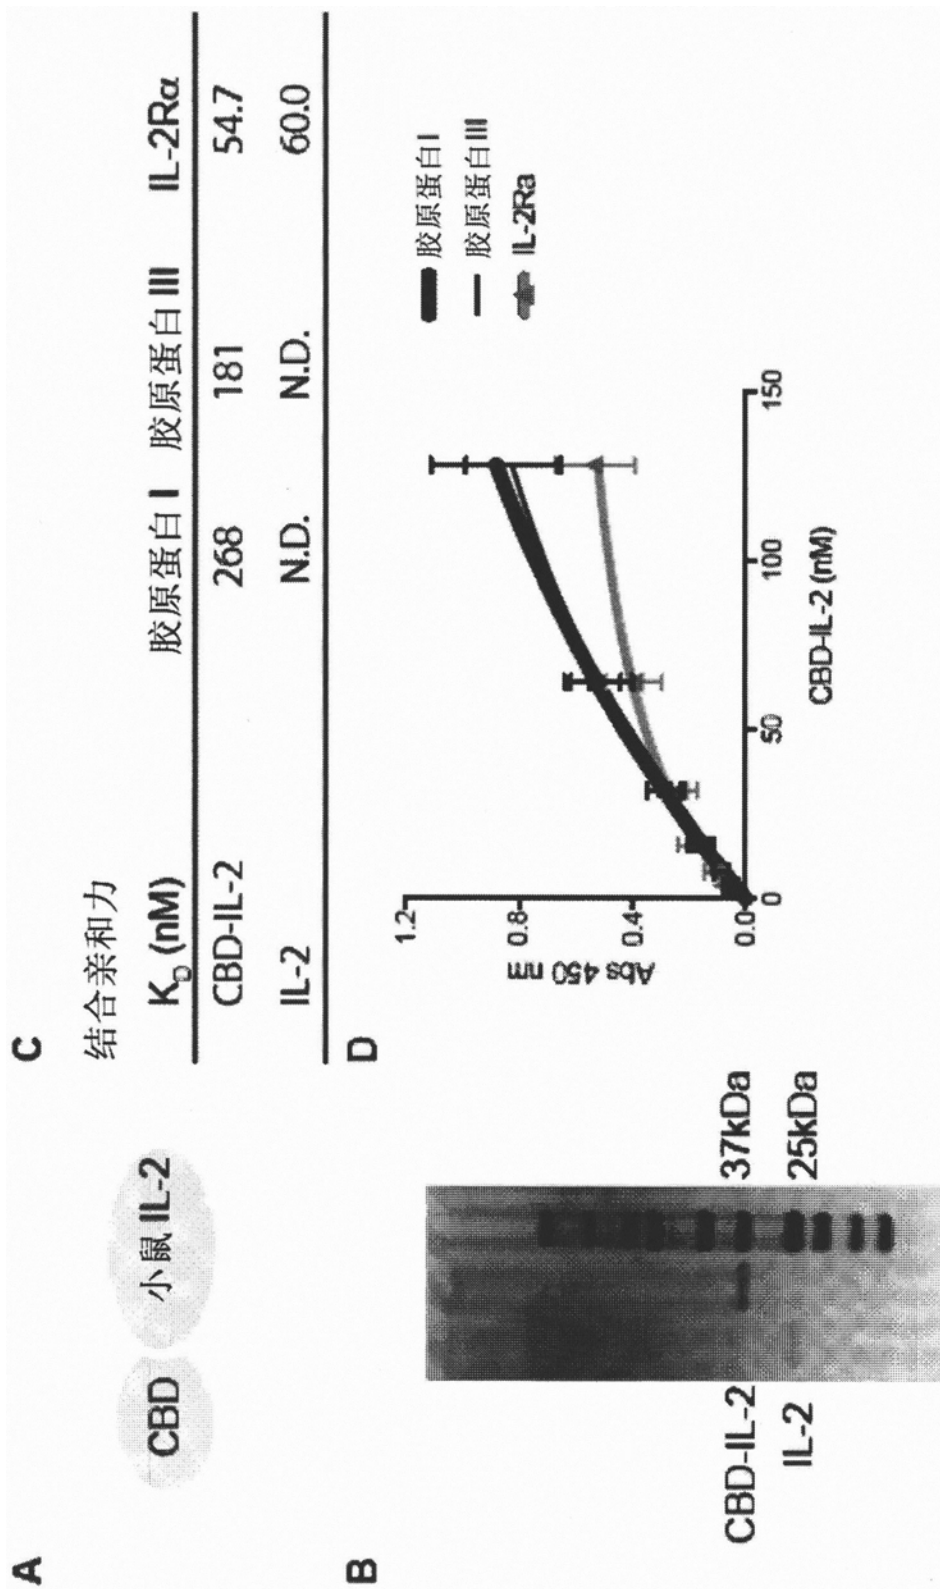 A
CBD 小鼠 IL-2
B
CBD-IL-2 37kDa
IL-2 25kDa
C
结合亲和力
K_D (nM) 胶原蛋白 I 胶原蛋白 III IL-2Rα
CBD-IL-2 268 181 54.7
IL-2 N.D. N.D. 60.0
D
胶原蛋白 I
胶原蛋白 III
IL-2Ra
Abs 450 nm
1.2
0.8
0.4
0.0
0 50 100 150
CBD-IL-2 (nM)